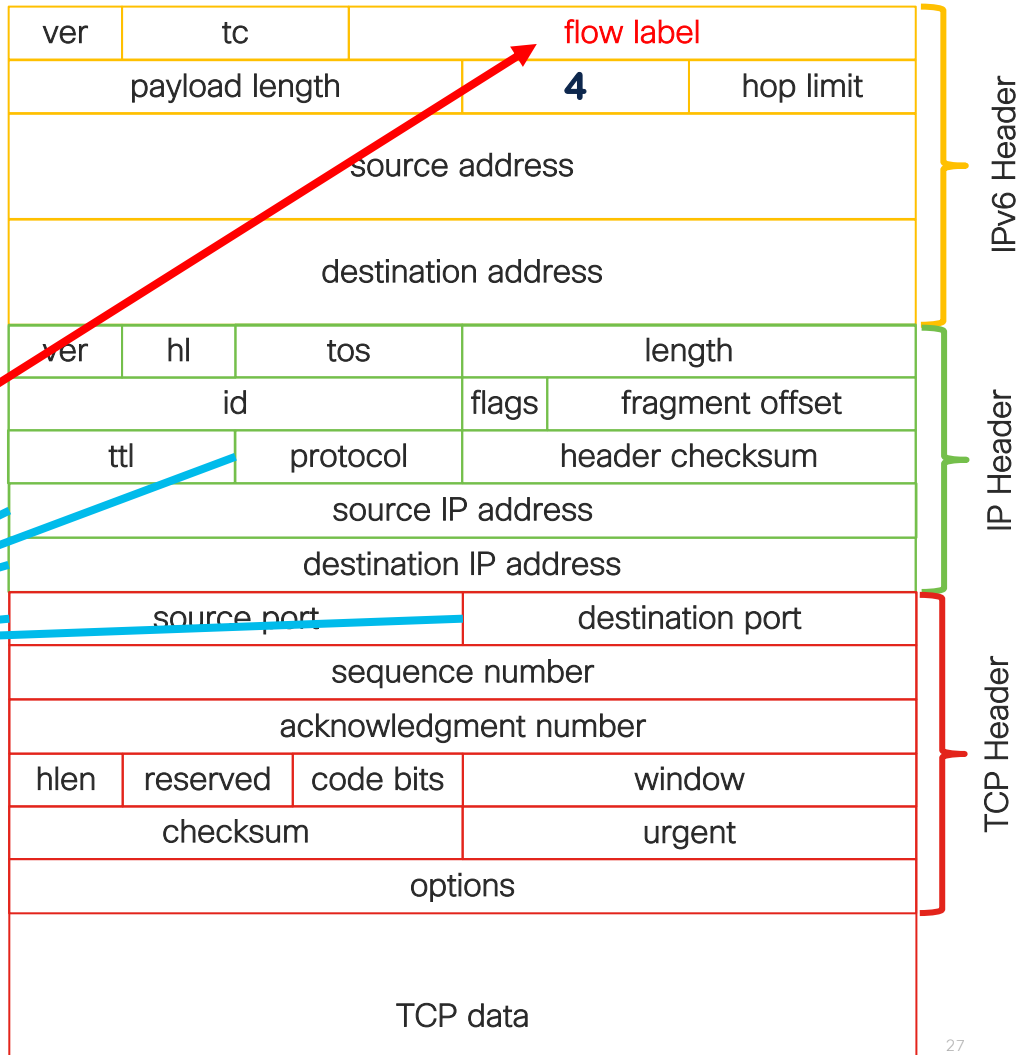 ver tc flow label
payload length 4 hop limit
source address
destination address
IPv6 Header
ver hl tos length
id flags fragment offset
ttl protocol header checksum
source IP address
destination IP address
IP Header
source port destination port
sequence number
acknowledgment number
hlen reserved code bits window
checksum urgent
options
TCP Header
TCP data
27